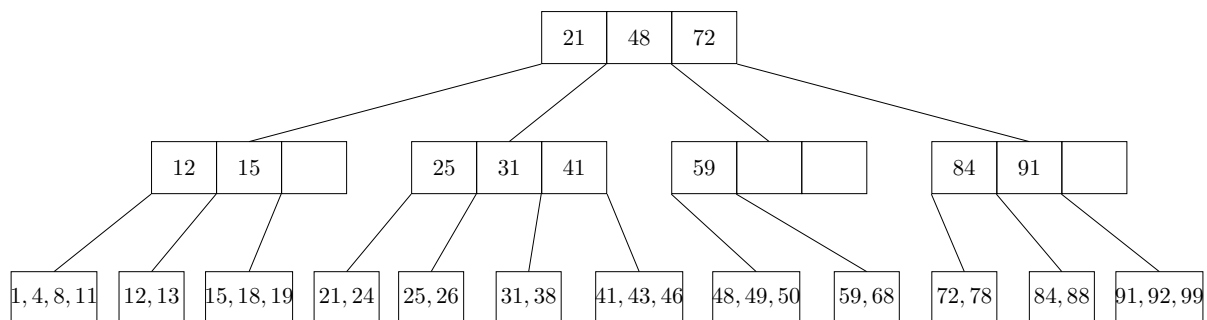 21 48 72
12 15 25 31 41 59 84 91
1, 4, 8, 11 12, 13 15, 18, 19 21, 24 25, 26 31, 38 41, 43, 46 48, 49, 50 59, 68 72, 78 84, 88 91, 92, 99